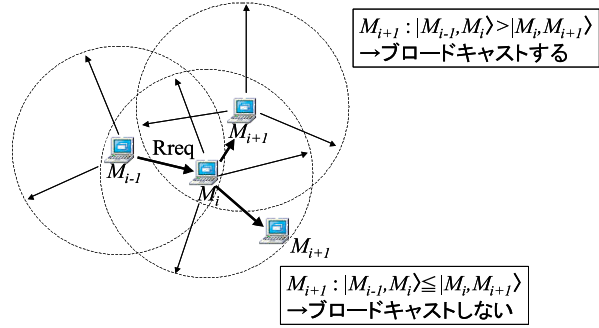 M_{i+1} : |M_{i-1},M_i⟩>|M_i,M_{i+1}⟩
→ブロードキャストする
M_{i+1}
Rreq
M_{i-1}
M_i
M_{i+1}
M_{i+1} : |M_{i-1},M_i⟩≦|M_i,M_{i+1}⟩
→ブロードキャストしない